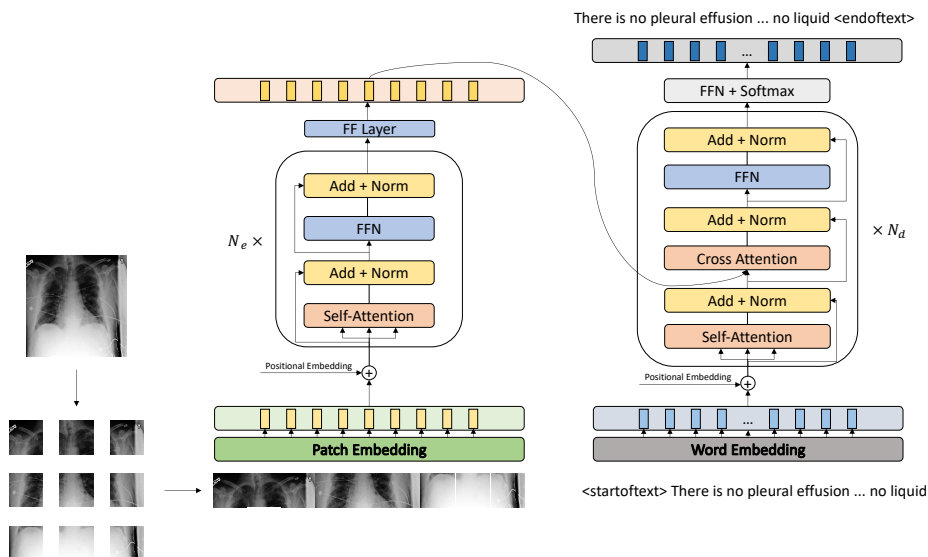 There is no pleural effusion ... no liquid <endoftext>
...
FFN + Softmax
FF Layer
Add + Norm
FFN
Add + Norm
Self-Attention
N_e ×
Positional Embedding
+
Patch Embedding
Add + Norm
FFN
Add + Norm
Cross Attention
Add + Norm
Self-Attention
× N_d
Positional Embedding
+
...
Word Embedding
<startoftext> There is no pleural effusion ... no liquid